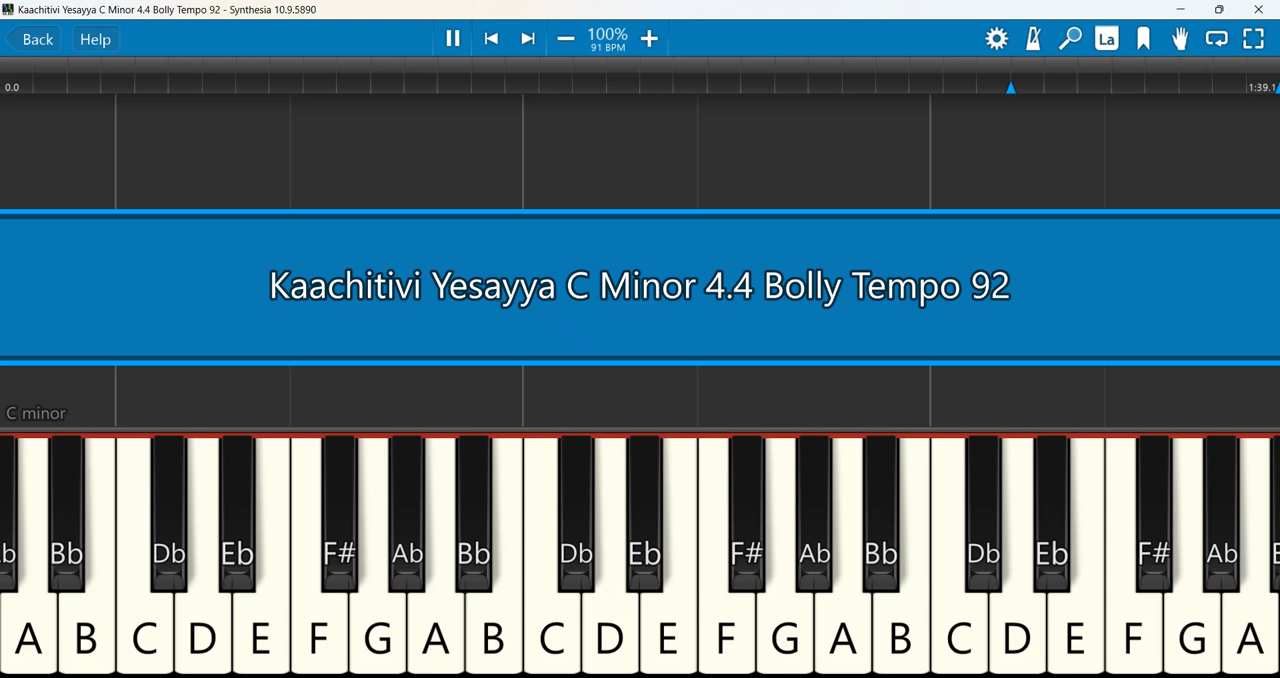 Kaachitivi Yesayya C Minor 4.4 Bolly Tempo 92 - Synthesia 10.9.5890
Back Help 100% La
91 BPM
0.0 1:39.1
Kaachitivi Yesayya C Minor 4.4 Bolly Tempo 92
C minor
Bb Db Eb F# Ab Bb Db Eb F# Ab Bb Db Eb F# Ab
A B C D E F G A B C D E F G A B C D E F G A